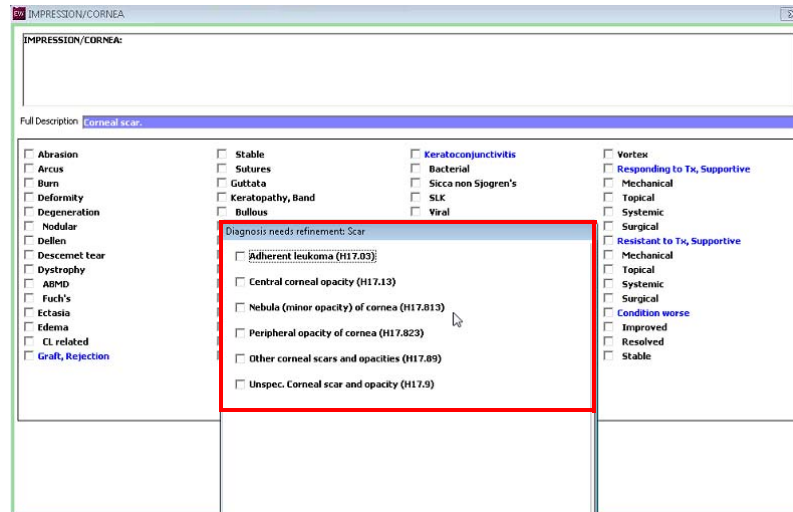 EW IMPRESSION/CORNEA
IMPRESSION/CORNEA:
Full Description Corneal scar.
Abrasion
Arcus
Burn
Deformity
Degeneration
Nodular
Dellen
Descemet tear
Dystrophy
ABMD
Fuch's
Ectasia
Edema
CL related
Graft, Rejection
Stable
Sutures
Guttata
Keratopathy, Band
Bullous
Keratoconjunctivitis
Bacterial
Sicca non Sjogren's
SLK
Viral
Vortex
Responding to Tx, Supportive
Mechanical
Topical
Systemic
Surgical
Resistant to Tx, Supportive
Mechanical
Topical
Systemic
Surgical
Condition worse
Improved
Resolved
Stable
Diagnosis needs refinement: Scar
Adherent leukoma (H17.03)
Central corneal opacity (H17.13)
Nebula (minor opacity) of cornea (H17.813)
Peripheral opacity of cornea (H17.823)
Other corneal scars and opacities (H17.89)
Unspec. Corneal scar and opacity (H17.9)